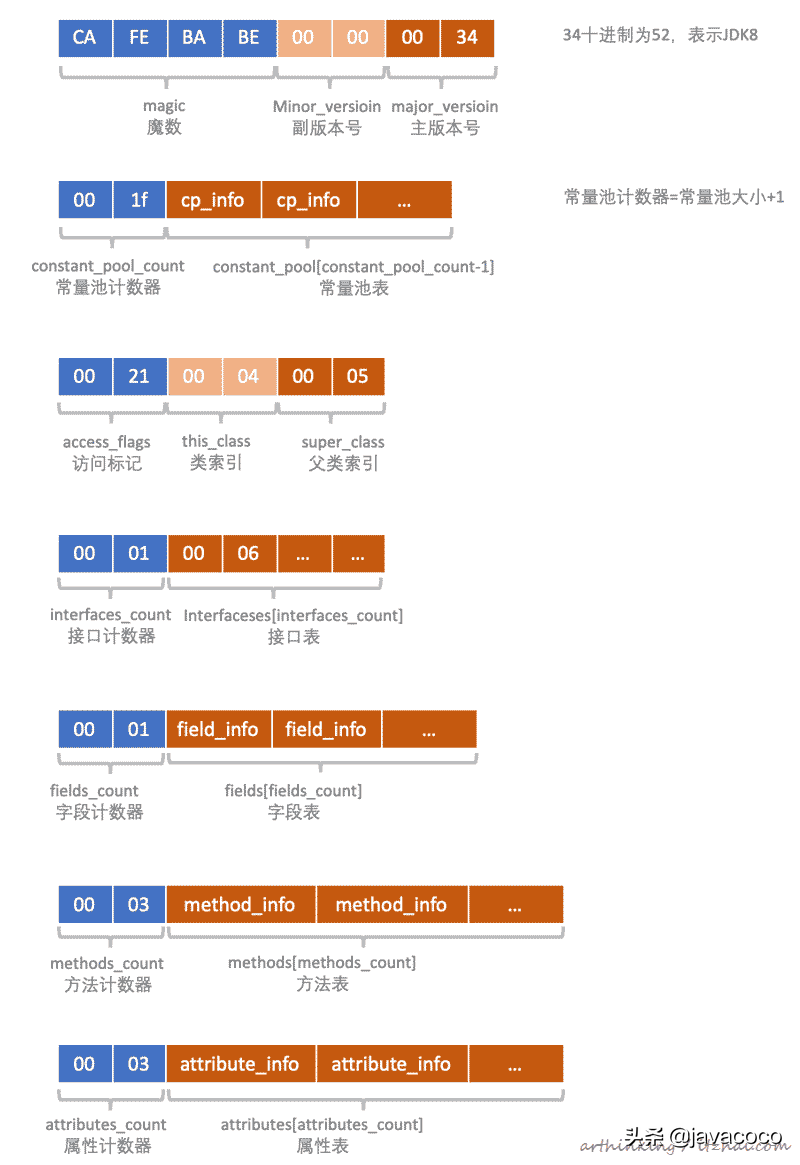 CA FE BA BE 00 00 00 34
34十进制为52，表示JDK8
magic Minor_versioin major_versioin
魔数 副版本号 主版本号
00 1f cp_info cp_info ...
常量池计数器=常量池大小+1
constant_pool_count constant_pool[constant_pool_count-1]
常量池计数器 常量池表
00 21 00 04 00 05
access_flags this_class super_class
访问标记 类索引 父类索引
00 01 00 06 ... ...
interfaces_count Interfaceses[interfaces_count]
接口计数器 接口表
00 01 field_info field_info ...
fields_count fields[fields_count]
字段计数器 字段表
00 03 method_info method_info ...
methods_count methods[methods_count]
方法计数器 方法表
00 03 attribute_info attribute_info ...
attributes_count attributes[attributes_count]
属性计数器 属性表
头条 @javacoco
arthinking / itzhai.com